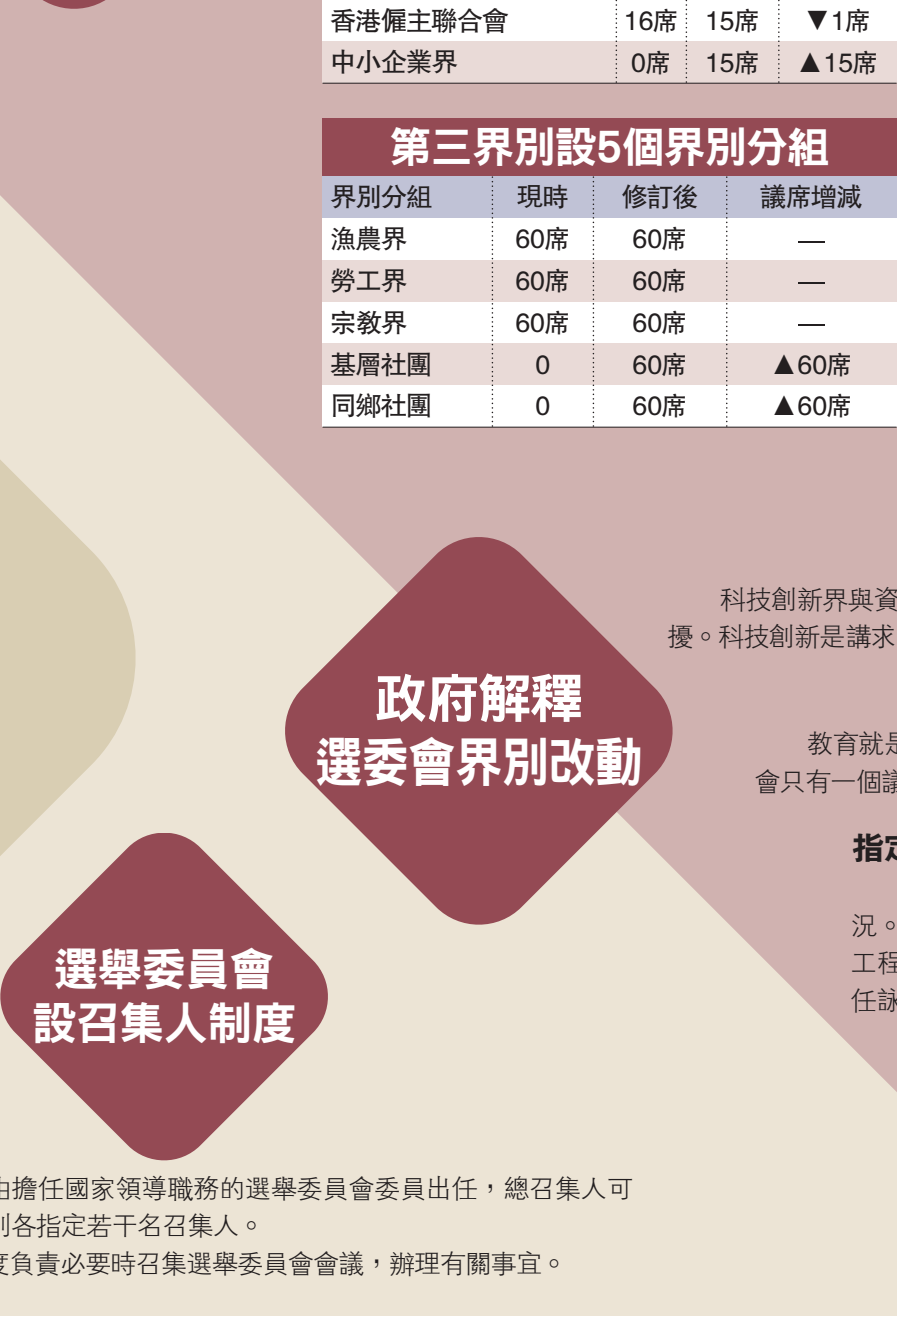 香港僱主聯合會 16席 15席 ▼1席
中小企業界 0席 15席 ▲15席
第三界別設5個界別分組
界別分組 現時 修訂後 議席增減
漁農界 60席 60席 —
勞工界 60席 60席 —
宗教界 60席 60席 —
基層社團 0 60席 ▲60席
同鄉社團 0 60席 ▲60席
科技創新界與資
擾。科技創新是講求
政府解釋
選委會界別改動
教育就是
會只有一個議
指定
況。
工程
任詠
選舉委員會
設召集人制度
由擔任國家領導職務的選舉委員會委員出任，總召集人可
別各指定若干名召集人。
度負責必要時召集選舉委員會會議，辦理有關事宜。